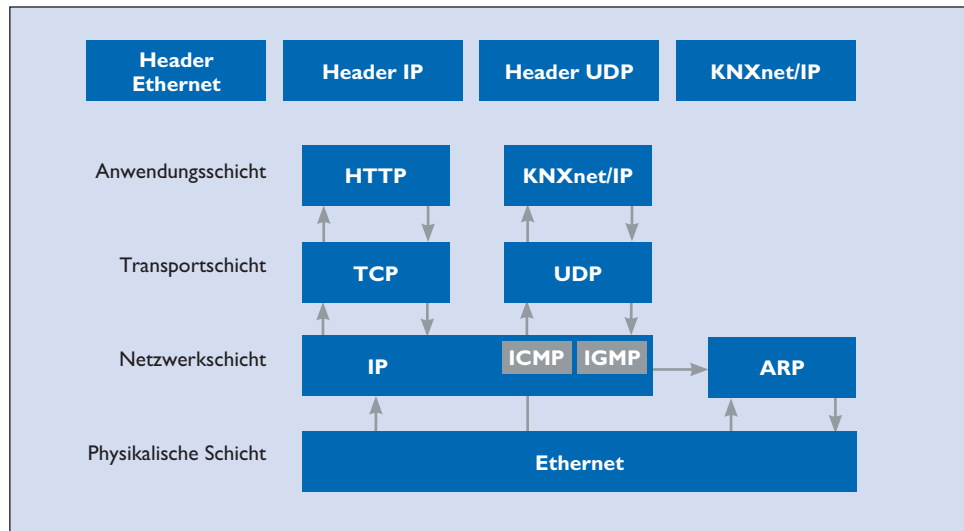 Header
Ethernet
Header IP
Header UDP
KNXnet/IP
Anwendungsschicht
HTTP
KNXnet/IP
Transportschicht
TCP
UDP
Netzwerkschicht
IP
ICMP
IGMP
ARP
Physikalische Schicht
Ethernet